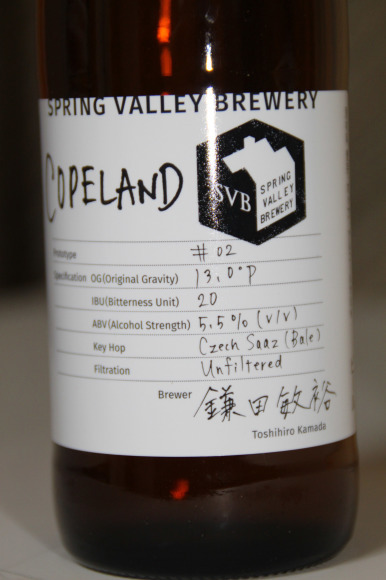 SPRING VALLEY BREWERY
COPELAND
SVB
SPRING
VALLEY
BREWERY
Prototype #02
Specification OG(Original Gravity) 13.0°P
IBU(Bitterness Unit) 20
ABV(Alcohol Strength) 5.5% (v/v)
Key Hop Czech Saaz (Bale)
Filtration Unfiltered
Brewer 鎌田敏裕
Toshihiro Kamada